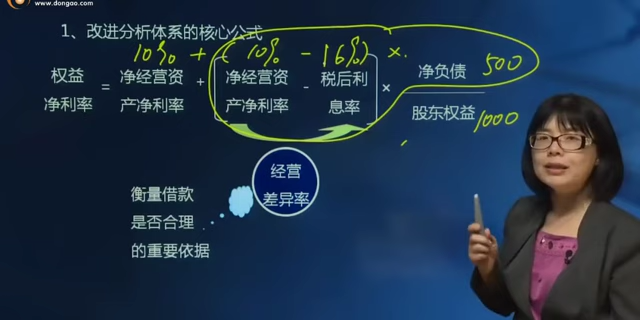 www.dongao.com
1、改进分析体系的核心公式
10% + (10% - 16%) ×
权益净利率 = 净经营资产净利率 + [净经营资产净利率 - 税后利息率] × 净负债 500
股东权益 1000
经营
差异率
衡量借款
是否合理
的重要依据